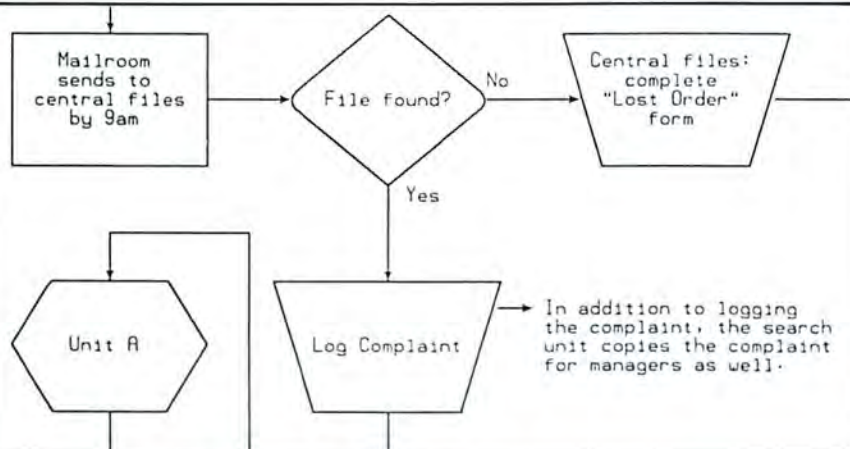 Mailroom
sends to
central files
by 9am
File found?
No
Central files:
complete
"Lost Order"
form
Yes
Unit A
Log Complaint
In addition to logging
the complaint, the search
unit copies the complaint
for managers as well.